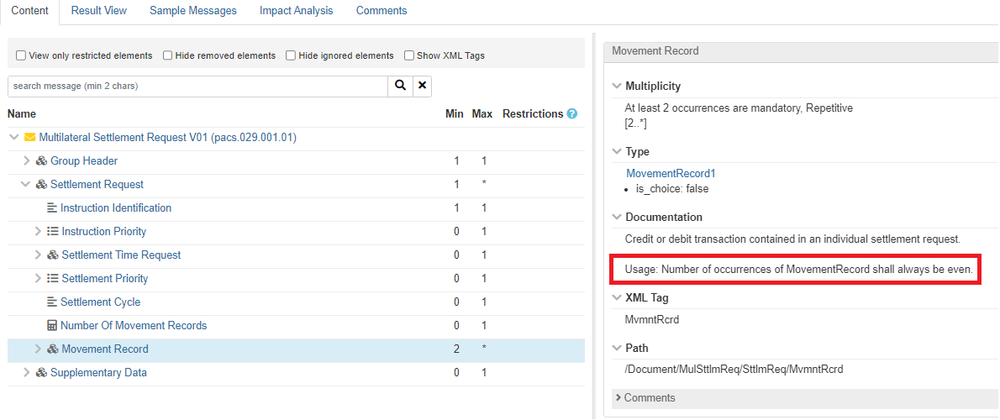 Content Result View Sample Messages Impact Analysis Comments
View only restricted elements Hide removed elements Hide ignored elements Show XML Tags
search message (min 2 chars)
Name Min Max Restrictions ?
Multilateral Settlement Request V01 (pacs.029.001.01)
Group Header 1 1
Settlement Request 1 *
Instruction Identification 1 1
Instruction Priority 0 1
Settlement Time Request 0 1
Settlement Priority 0 1
Settlement Cycle 0 1
Number Of Movement Records 0 1
Movement Record 2 *
Supplementary Data 0 1
Movement Record
Multiplicity
At least 2 occurrences are mandatory, Repetitive
[2..*]
Type
MovementRecord1
• is_choice: false
Documentation
Credit or debit transaction contained in an individual settlement request.
Usage: Number of occurrences of MovementRecord shall always be even.
XML Tag
MvmntRcrd
Path
/Document/MulSttlmReq/SttlmReq/MvmntRcrd
Comments